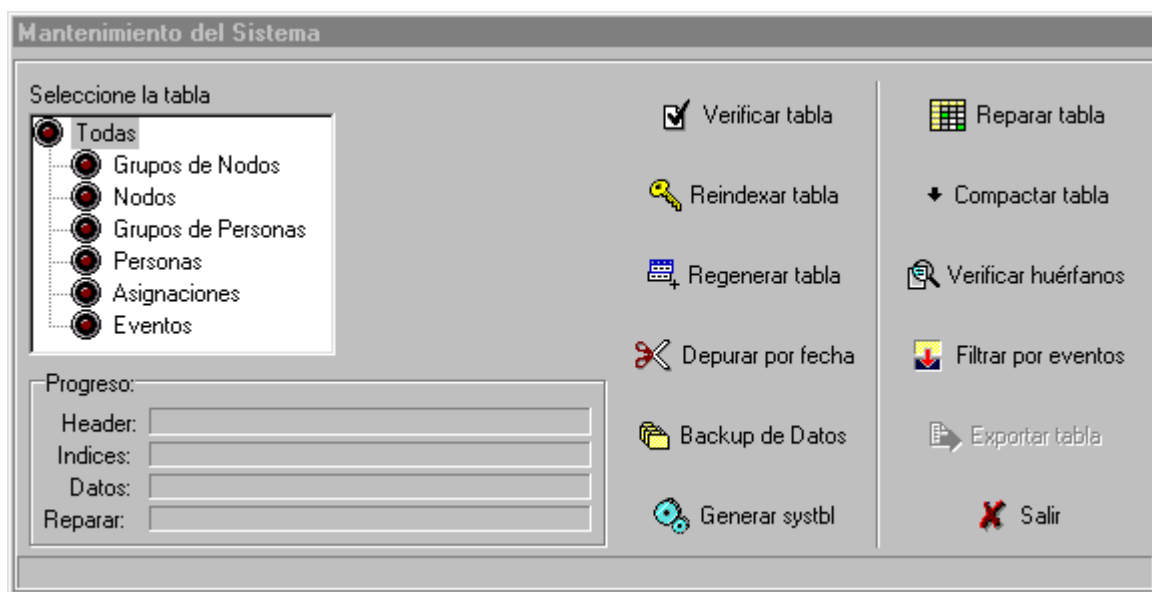 Mantenimiento del Sistema
Seleccione la tabla
Todas
Grupos de Nodos
Nodos
Grupos de Personas
Personas
Asignaciones
Eventos
Progreso:
Header:
Indices:
Datos:
Reparar:
Verificar tabla
Reindexar tabla
Regenerar tabla
Depurar por fecha
Backup de Datos
Generar systbl
Reparar tabla
Compactar tabla
Verificar huérfanos
Filtrar por eventos
Exportar tabla
Salir